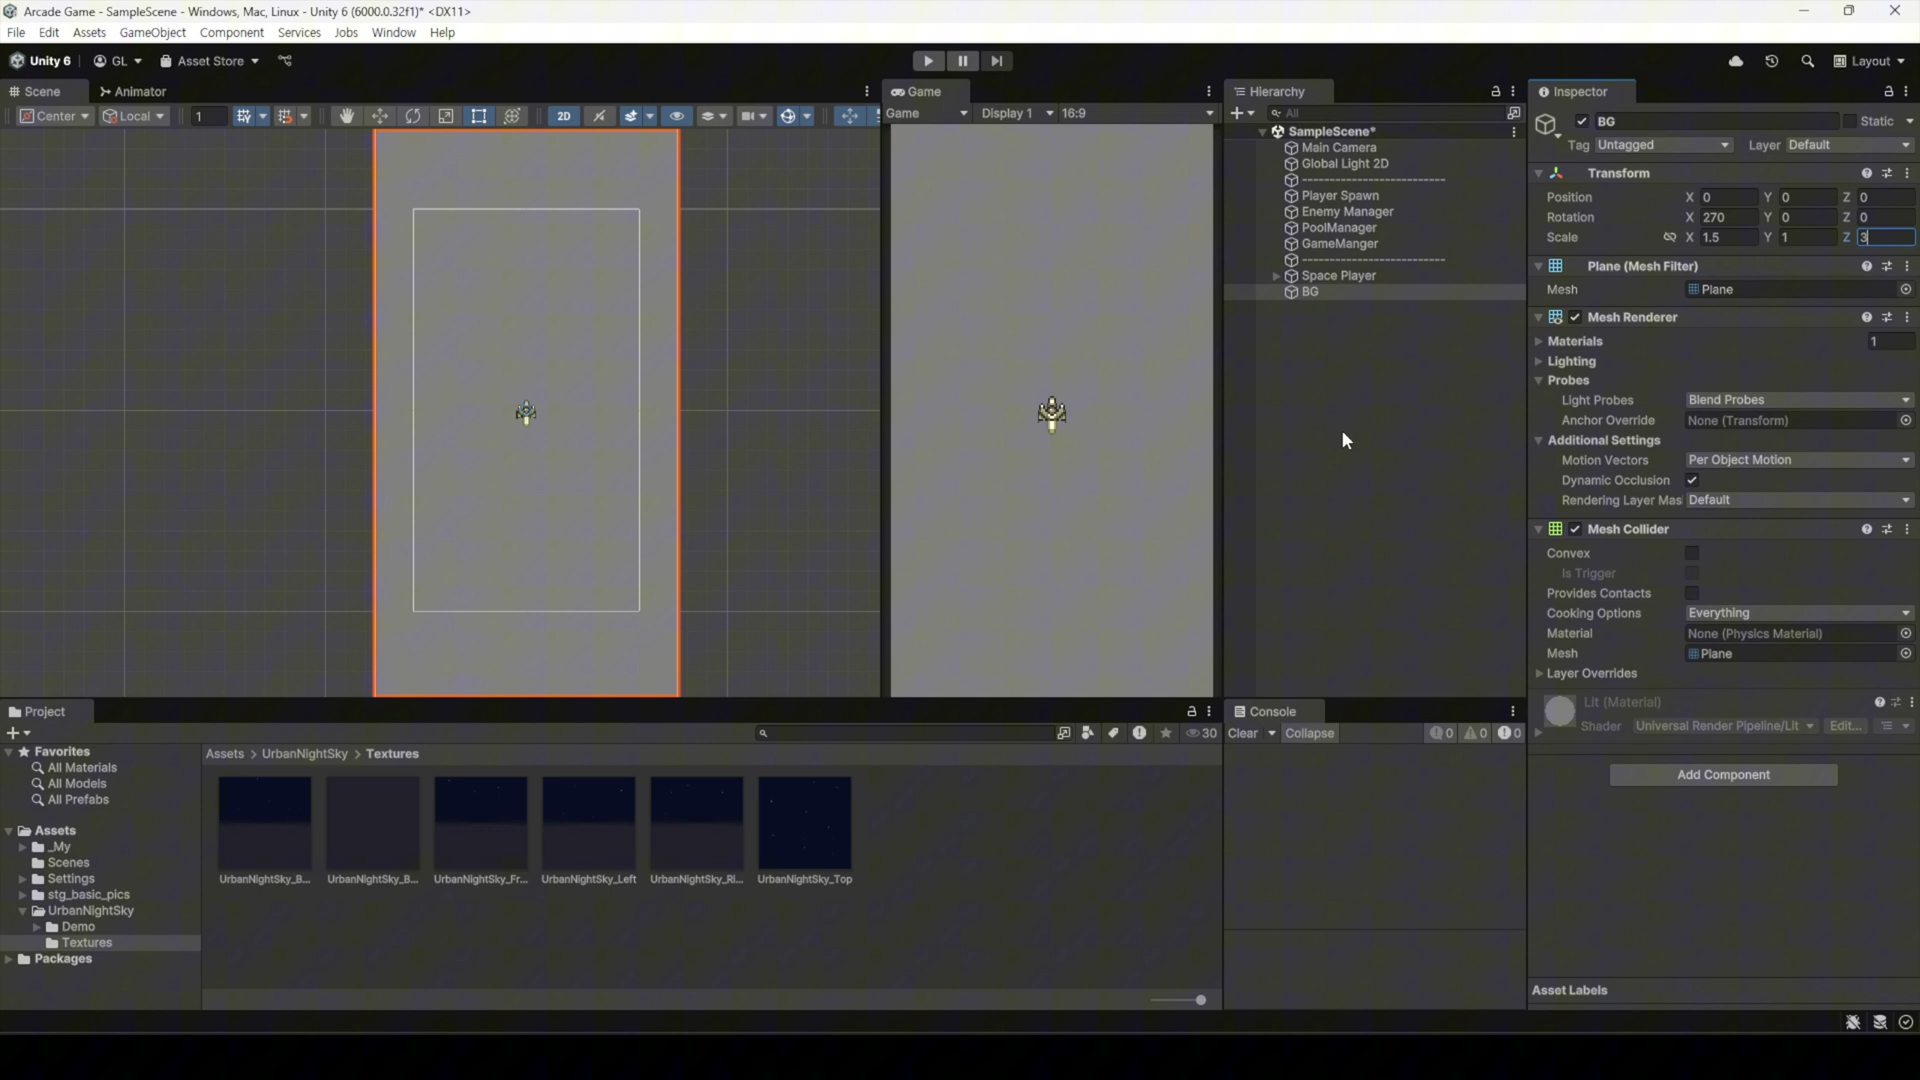 Arcade Game - SampleScene - Windows, Mac, Linux - Unity 6 (6000.0.32f1)* <DX11>
File Edit Assets GameObject Component Services Jobs Window Help
Unity 6 GL Asset Store Layout
Scene Animator
Center Local 1 2D
Game
Game Display 1 16:9
Hierarchy
All
SampleScene*
Main Camera
Global Light 2D
--------------------------
Player Spawn
Enemy Manager
PoolManager
GameManger
--------------------------
Space Player
BG
Inspector
BG Static
Tag Untagged Layer Default
Transform
Position X 0 Y 0 Z 0
Rotation X 270 Y 0 Z 0
Scale X 1.5 Y 1 Z 3
Plane (Mesh Filter)
Mesh Plane
Mesh Renderer
Materials 1
Lighting
Probes
Light Probes Blend Probes
Anchor Override None (Transform)
Additional Settings
Motion Vectors Per Object Motion
Dynamic Occlusion
Rendering Layer Mas Default
Mesh Collider
Convex
Is Trigger
Provides Contacts
Cooking Options Everything
Material None (Physics Material)
Mesh Plane
Layer Overrides
Lit (Material)
Shader Universal Render Pipeline/Lit Edit...
Add Component
Asset Labels
Project
30
Favorites
All Materials
All Models
All Prefabs
Assets
_My
Scenes
Settings
stg_basic_pics
UrbanNightSky
Demo
Textures
Packages
Assets > UrbanNightSky > Textures
UrbanNightSky_B... UrbanNightSky_B... UrbanNightSky_Fr... UrbanNightSky_Left UrbanNightSky_Ri... UrbanNightSky_Top
Console
Clear Collapse 0 0 0